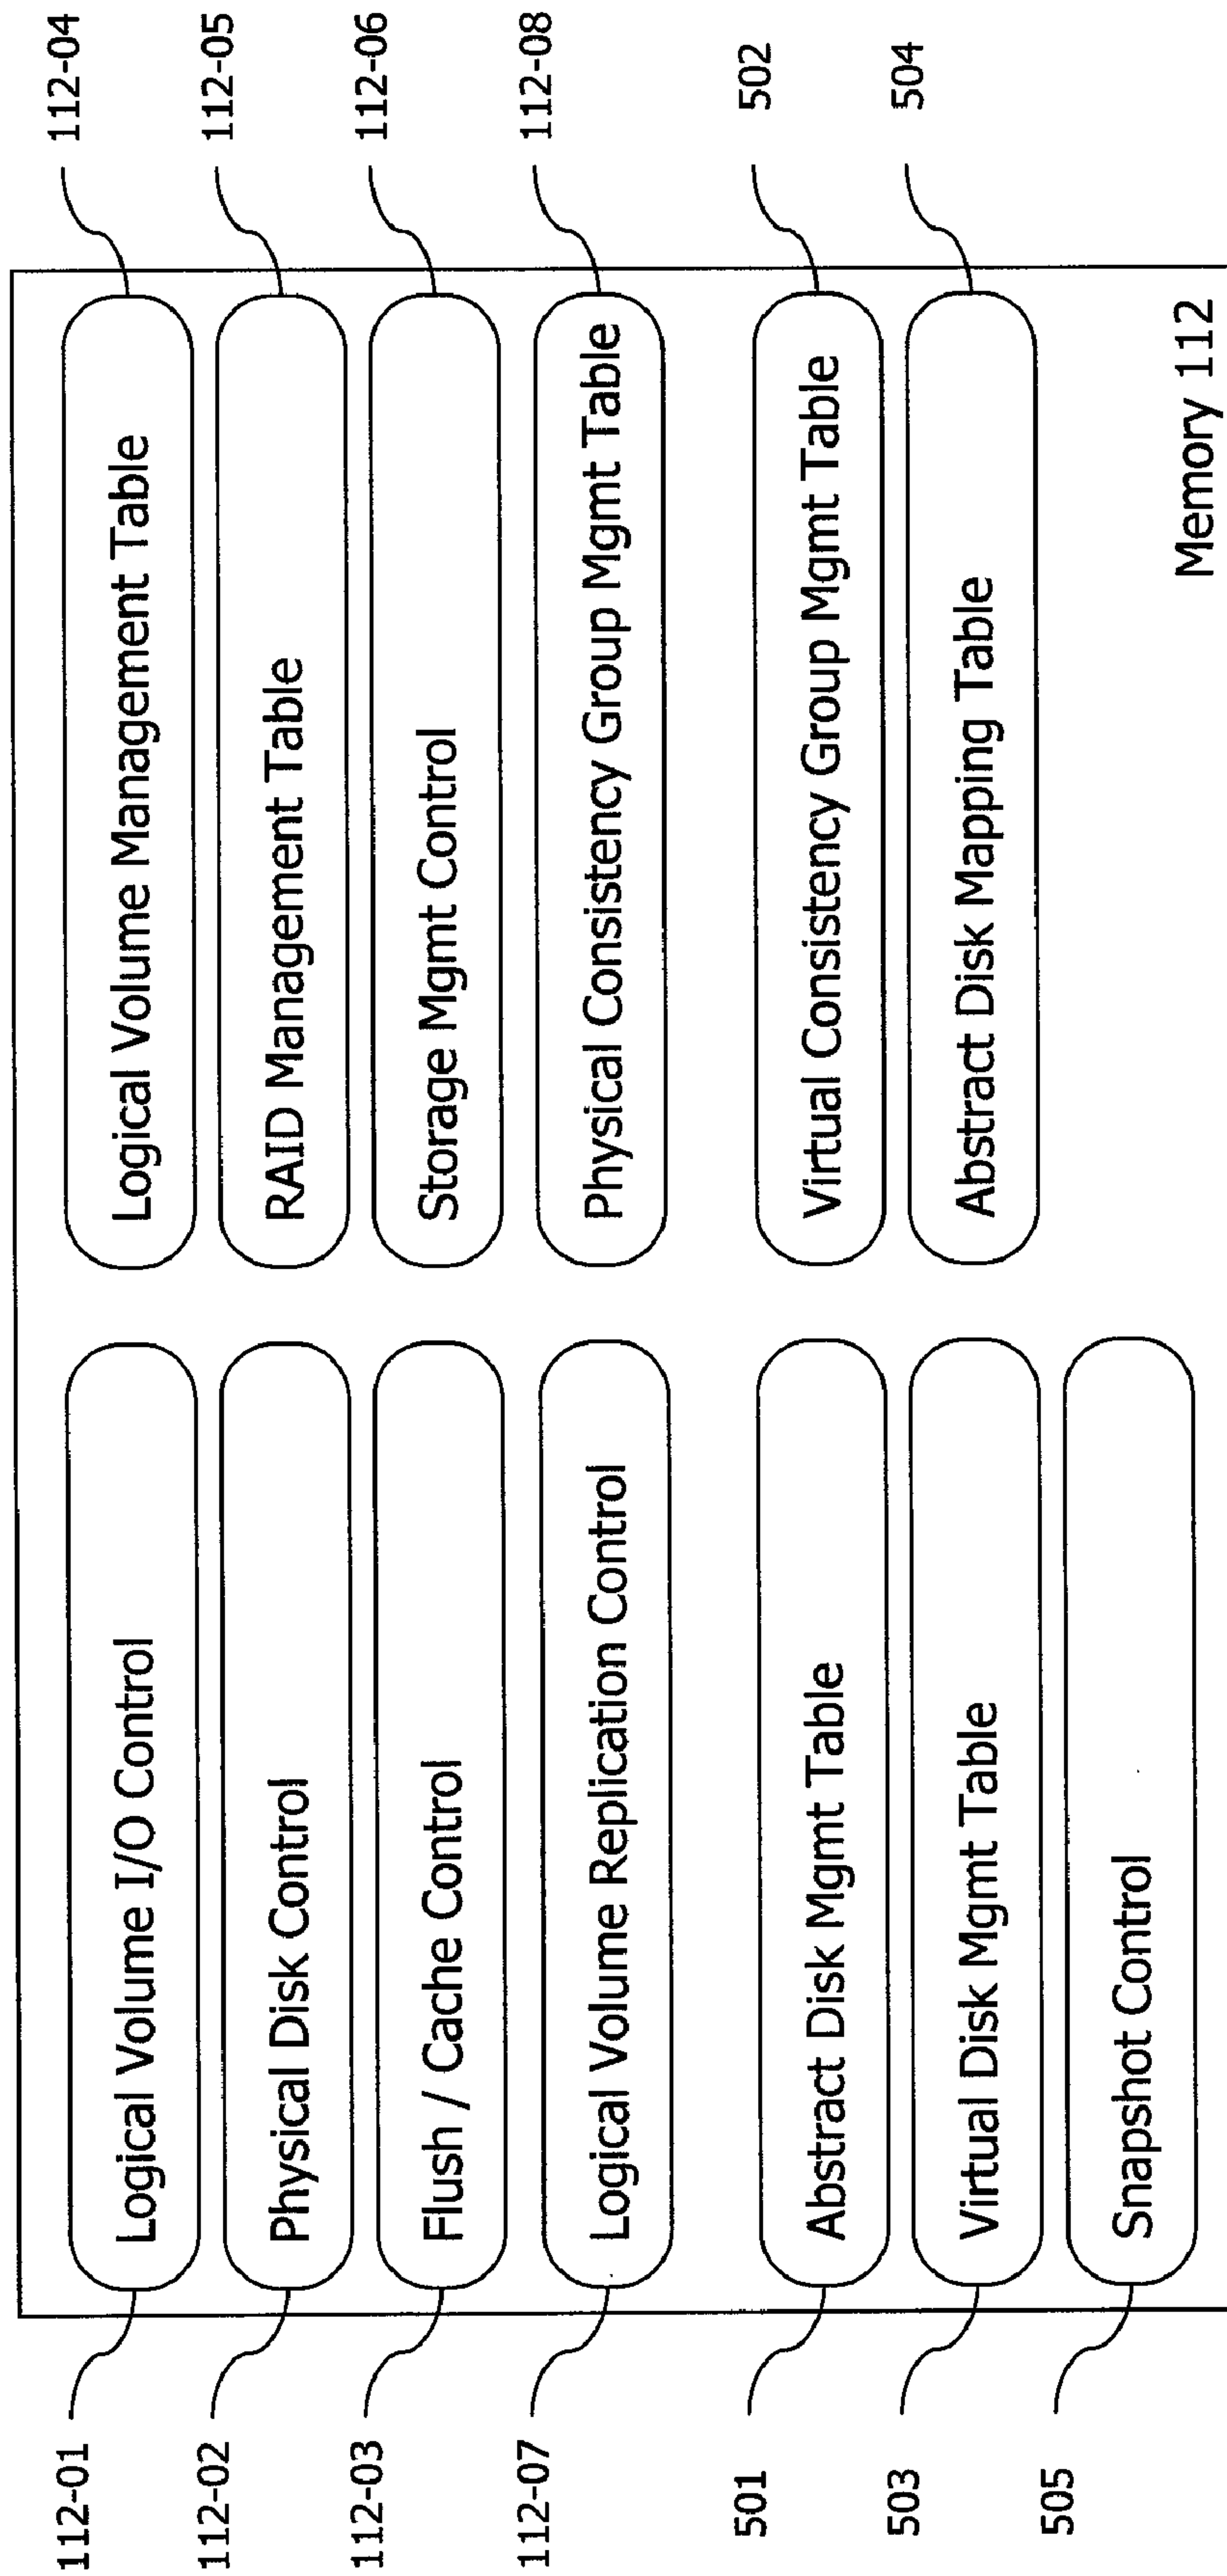 112-01
Logical Volume I/O Control
Logical Volume Management Table
112-04
112-02
Physical Disk Control
RAID Management Table
112-05
112-03
Flush / Cache Control
Storage Mgmt Control
112-06
112-07
Logical Volume Replication Control
Physical Consistency Group Mgmt Table
112-08
501
Abstract Disk Mgmt Table
Virtual Consistency Group Mgmt Table
502
503
Virtual Disk Mgmt Table
Abstract Disk Mapping Table
504
505
Snapshot Control
Memory 112